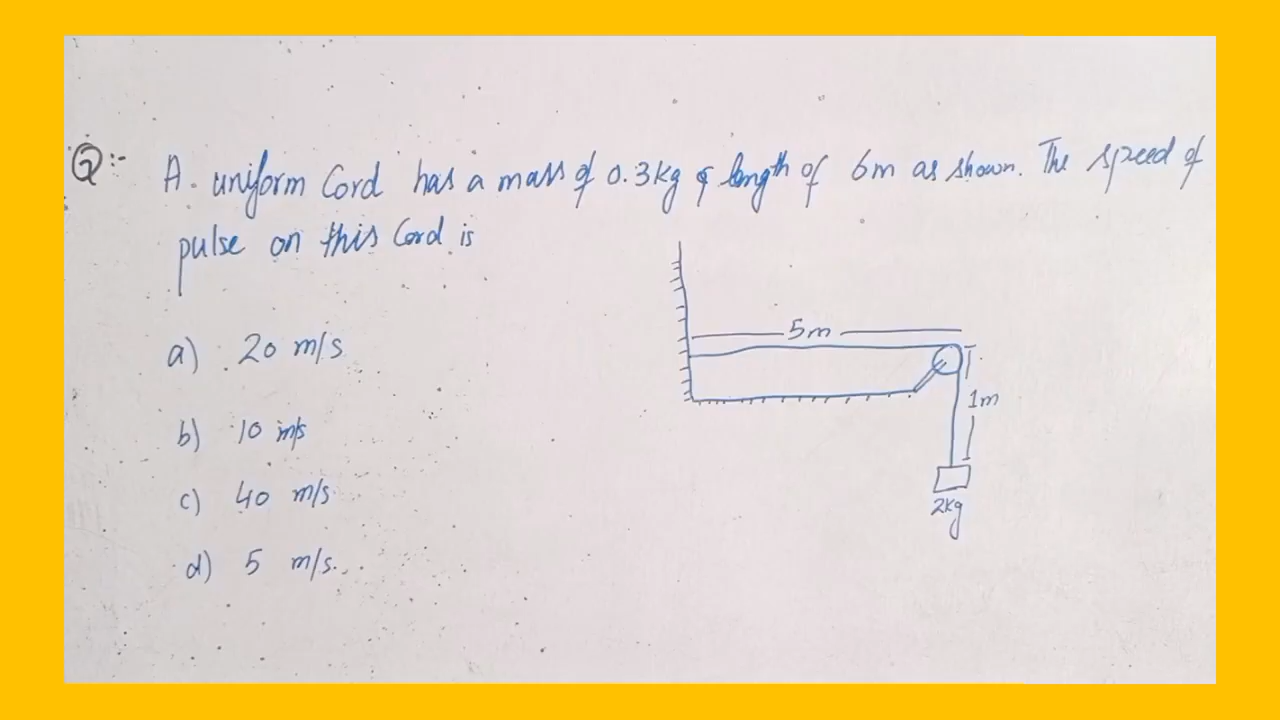 Q:- A uniform Cord has a mass of 0.3kg & length of 6m as shown. The speed of
pulse on this Cord is
a) 20 m/s
b) 10 m/s
c) 40 m/s
d) 5 m/s.
5m
1m
2kg